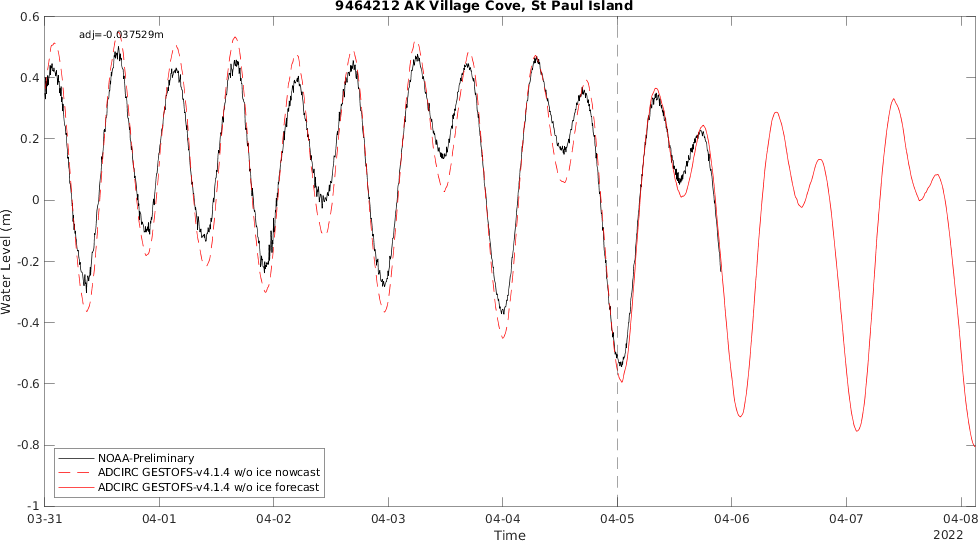 9464212 AK Village Cove, St Paul Island
adj=-0.037529m
0.6
0.4
0.2
0
-0.2
-0.4
-0.6
-0.8
-1
Water Level (m)
NOAA-Preliminary
ADCIRC GESTOFS-v4.1.4 w/o ice nowcast
ADCIRC GESTOFS-v4.1.4 w/o ice forecast
03-31 04-01 04-02 04-03 04-04 04-05 04-06 04-07 04-08
Time
2022